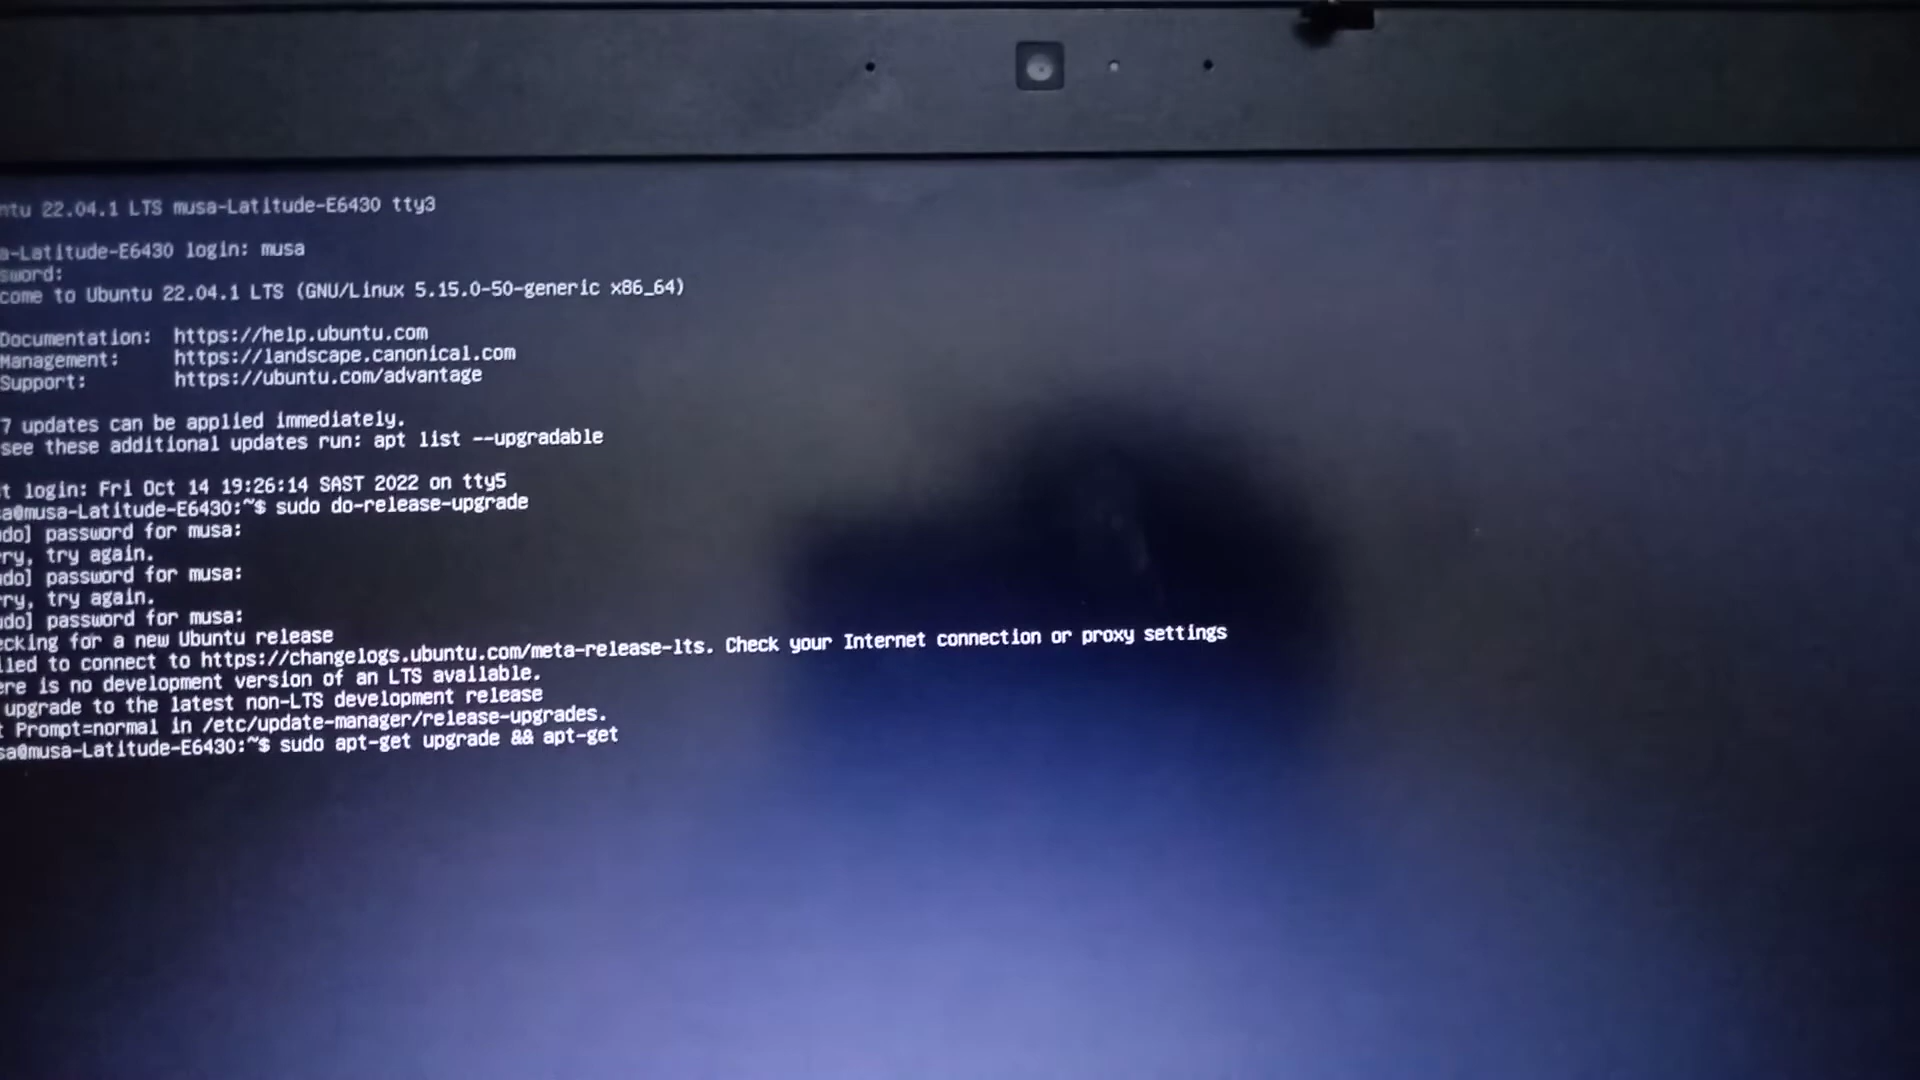 ntu 22.04.1 LTS musa-Latitude-E6430 tty3
a-Latitude-E6430 login: musa
sword:
come to Ubuntu 22.04.1 LTS (GNU/Linux 5.15.0-50-generic x86_64)
Documentation: https://help.ubuntu.com
Management: https://landscape.canonical.com
Support: https://ubuntu.com/advantage
7 updates can be applied immediately.
see these additional updates run: apt list --upgradable
t login: Fri Oct 14 19:26:14 SAST 2022 on tty5
sa@musa-Latitude-E6430:~$ sudo do-release-upgrade
do] password for musa:
ry, try again.
do] password for musa:
ry, try again.
do] password for musa:
ecking for a new Ubuntu release
led to connect to https://changelogs.ubuntu.com/meta-release-lts. Check your Internet connection or proxy settings
ere is no development version of an LTS available.
upgrade to the latest non-LTS development release
t Prompt=normal in /etc/update-manager/release-upgrades.
sa@musa-Latitude-E6430:~$ sudo apt-get upgrade && apt-get